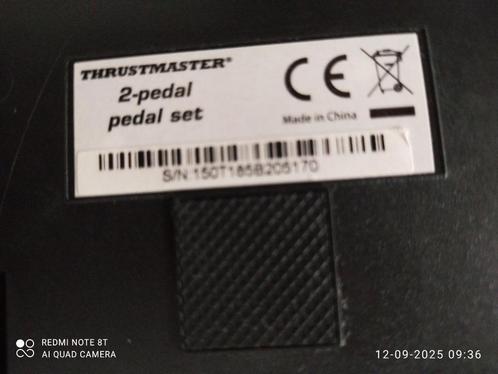 THRUSTMASTER®
2-pedal
pedal set
CE
Made in China
S/N:150T185B205170
REDMI NOTE 8T
AI QUAD CAMERA
12-09-2025 09:36